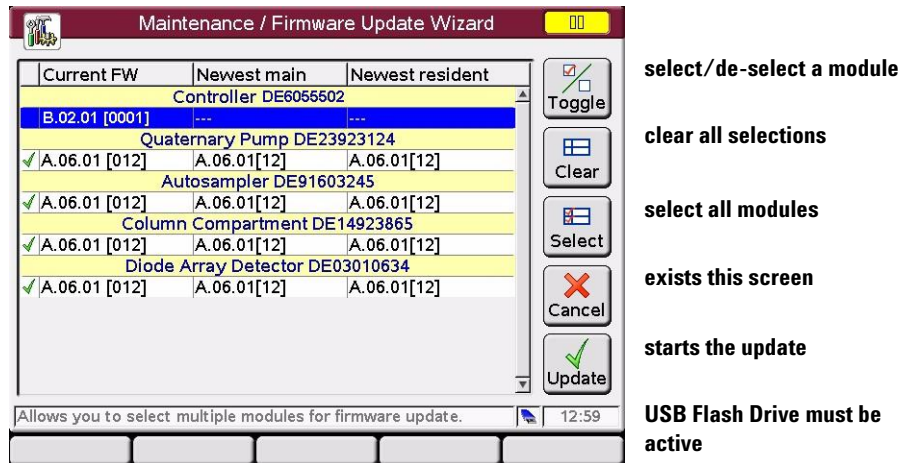 Maintenance / Firmware Update Wizard
Current FW Newest main Newest resident
Controller DE6055502
B.02.01 [0001] --- ---
Quaternary Pump DE23923124
A.06.01 [012] A.06.01[12] A.06.01[12]
Autosampler DE91603245
A.06.01 [012] A.06.01[12] A.06.01[12]
Column Compartment DE14923865
A.06.01 [012] A.06.01[12] A.06.01[12]
Diode Array Detector DE03010634
A.06.01 [012] A.06.01[12] A.06.01[12]
Allows you to select multiple modules for firmware update.
12:59
Toggle
Clear
Select
Cancel
Update
select/de-select a module
clear all selections
select all modules
exists this screen
starts the update
USB Flash Drive must be
active